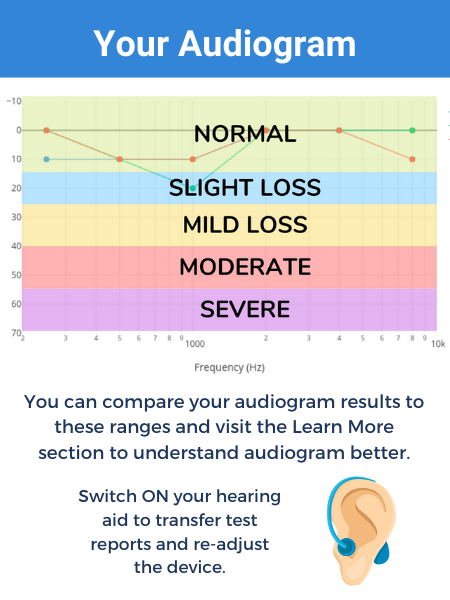 Your Audiogram
−10
0
NORMAL
10
20
SLIGHT LOSS
30
MILD LOSS
40
MODERATE
50
60
SEVERE
70
2 3 4 5 6 7 8 9 1000 2 3 4 5 6 7 8 9 10k
Frequency (Hz)
You can compare your audiogram results to
these ranges and visit the Learn More
section to understand audiogram better.
Switch ON your hearing
aid to transfer test
reports and re-adjust
the device.